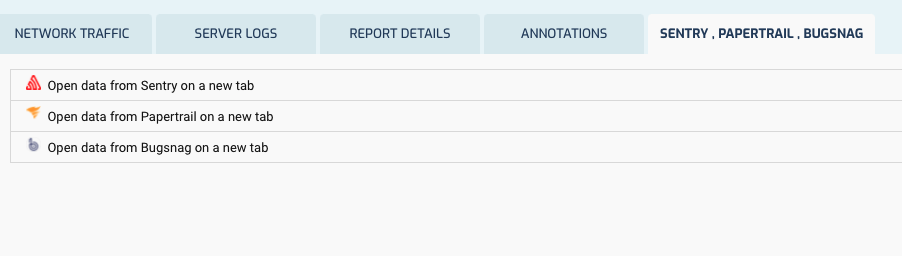 NETWORK TRAFFIC
SERVER LOGS
REPORT DETAILS
ANNOTATIONS
SENTRY , PAPERTRAIL , BUGSNAG
Open data from Sentry on a new tab
Open data from Papertrail on a new tab
Open data from Bugsnag on a new tab